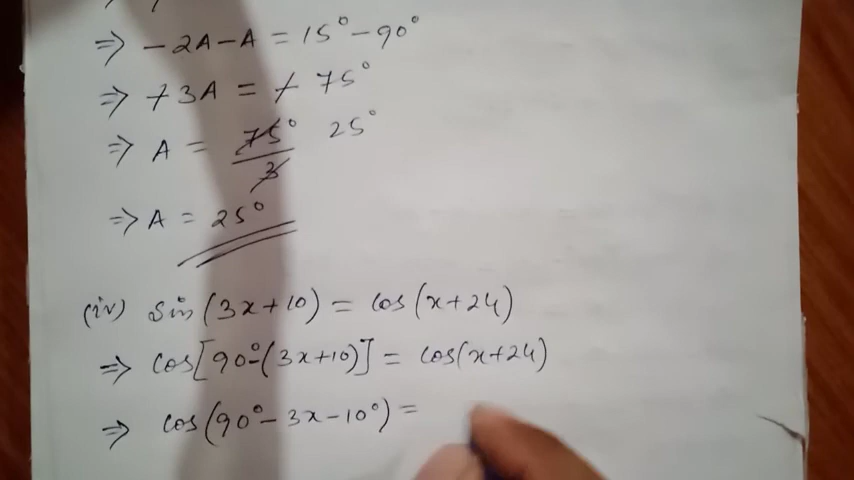 ⇒ -2A-A = 15° - 90°
⇒ -3A = - 75°
⇒ A = 75°/3 25°
⇒ A = 25°
(iv) sin(3x+10) = cos(x+24)
⇒ cos[90°-(3x+10)] = cos(x+24)
⇒ cos(90°-3x-10°) =